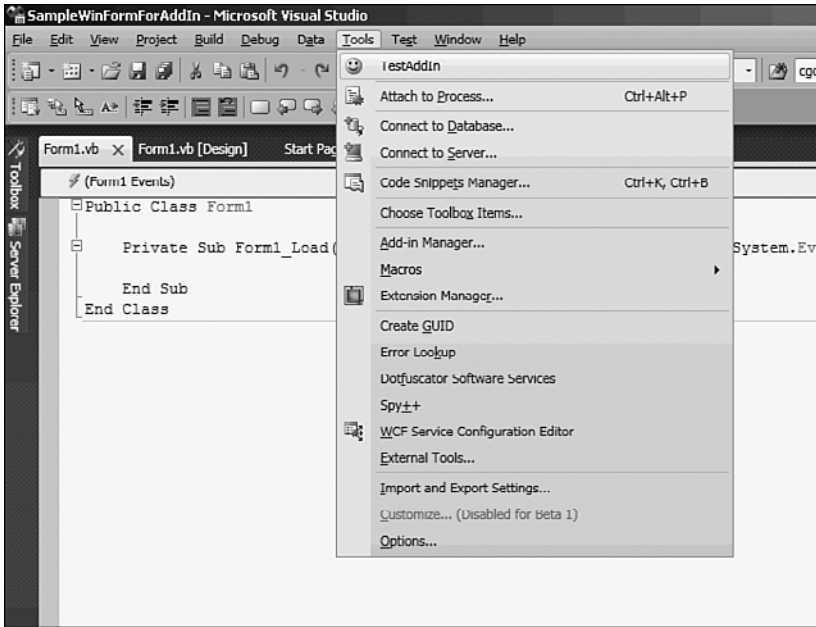 SampleWinFormForAddIn - Microsoft Visual Studio
File Edit View Project Build Debug Data Tools Test Window Help
TestAddIn
Attach to Process... Ctrl+Alt+P
Connect to Database...
Connect to Server...
Code Snippets Manager... Ctrl+K, Ctrl+B
Choose Toolbox Items...
Add-in Manager...
Macros
Extension Manager...
Create GUID
Error Lookup
Dotfuscator Software Services
Spy++
WCF Service Configuration Editor
External Tools...
Import and Export Settings...
Customize... (Disabled for Beta 1)
Options...
Toolbox
Server Explorer
Form1.vb Form1.vb [Design] Start Pag
(Form1 Events)
Public Class Form1
Private Sub Form1_Load( System.Ev
End Sub
End Class